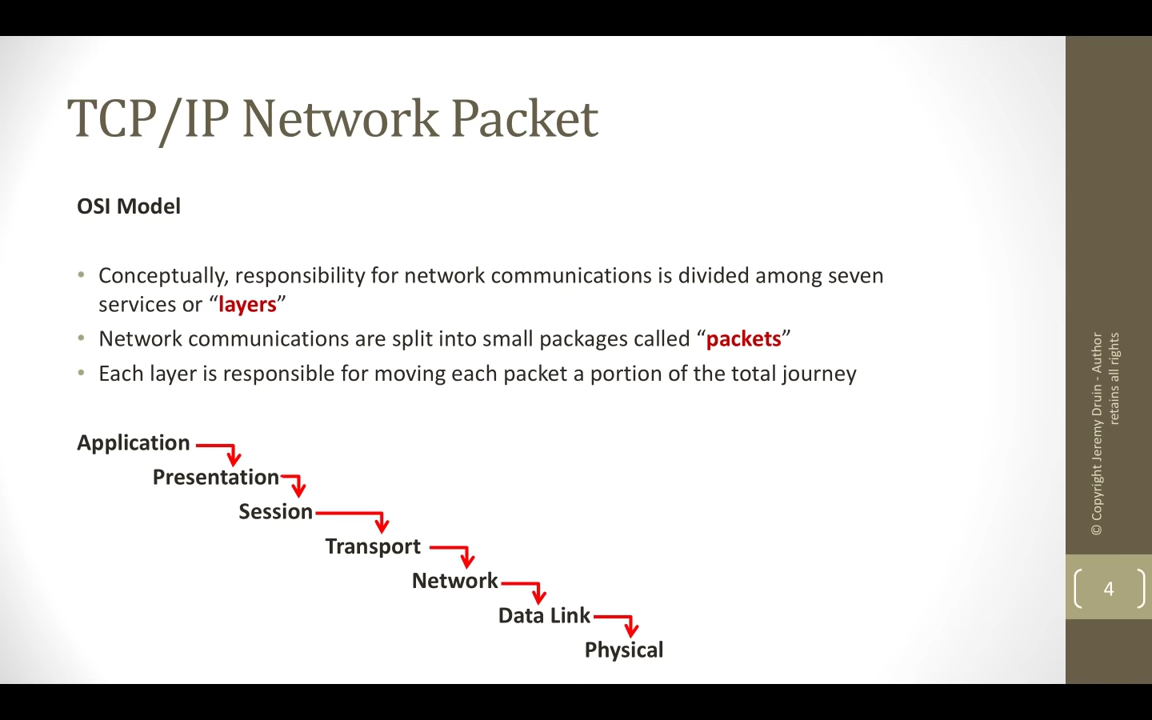 TCP/IP Network Packet
OSI Model
• Conceptually, responsibility for network communications is divided among seven
services or “layers”
• Network communications are split into small packages called “packets”
• Each layer is responsible for moving each packet a portion of the total journey
Application
Presentation
Session
Transport
Network
Data Link
Physical
© Copyright Jeremy Druin - Author
retains all rights
4